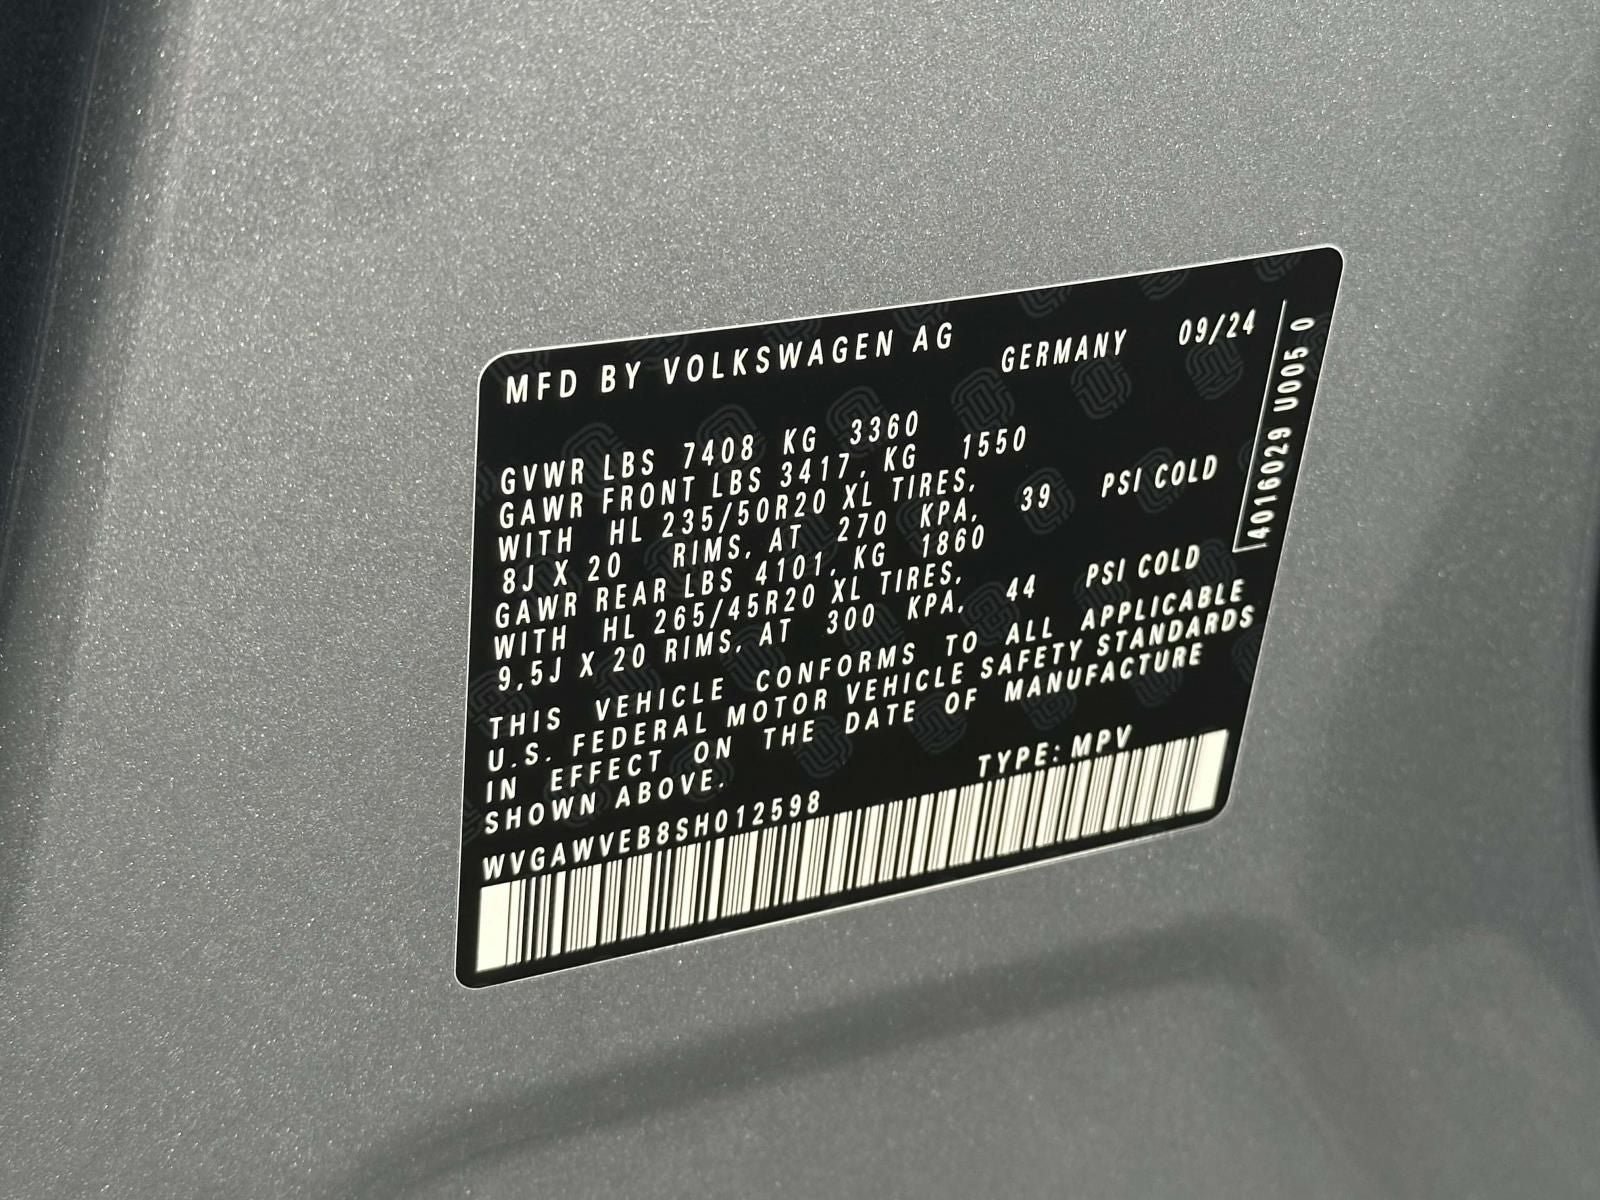 MFD BY VOLKSWAGEN AG GERMANY 09/24
GVWR LBS 7408 KG 3360
GAWR FRONT LBS 3417, KG 1550
WITH HL 235/50R20 XL TIRES,
8J X 20 RIMS, AT 270 KPA, 39 PSI COLD
GAWR REAR LBS 4101, KG 1860
WITH HL 265/45R20 XL TIRES,
9,5J X 20 RIMS, AT 300 KPA, 44 PSI COLD
THIS VEHICLE CONFORMS TO ALL APPLICABLE
U.S. FEDERAL MOTOR VEHICLE SAFETY STANDARDS
IN EFFECT ON THE DATE OF MANUFACTURE
SHOWN ABOVE.
WVGAWVEB8SH012598 TYPE: MPV
4016029 U005 0